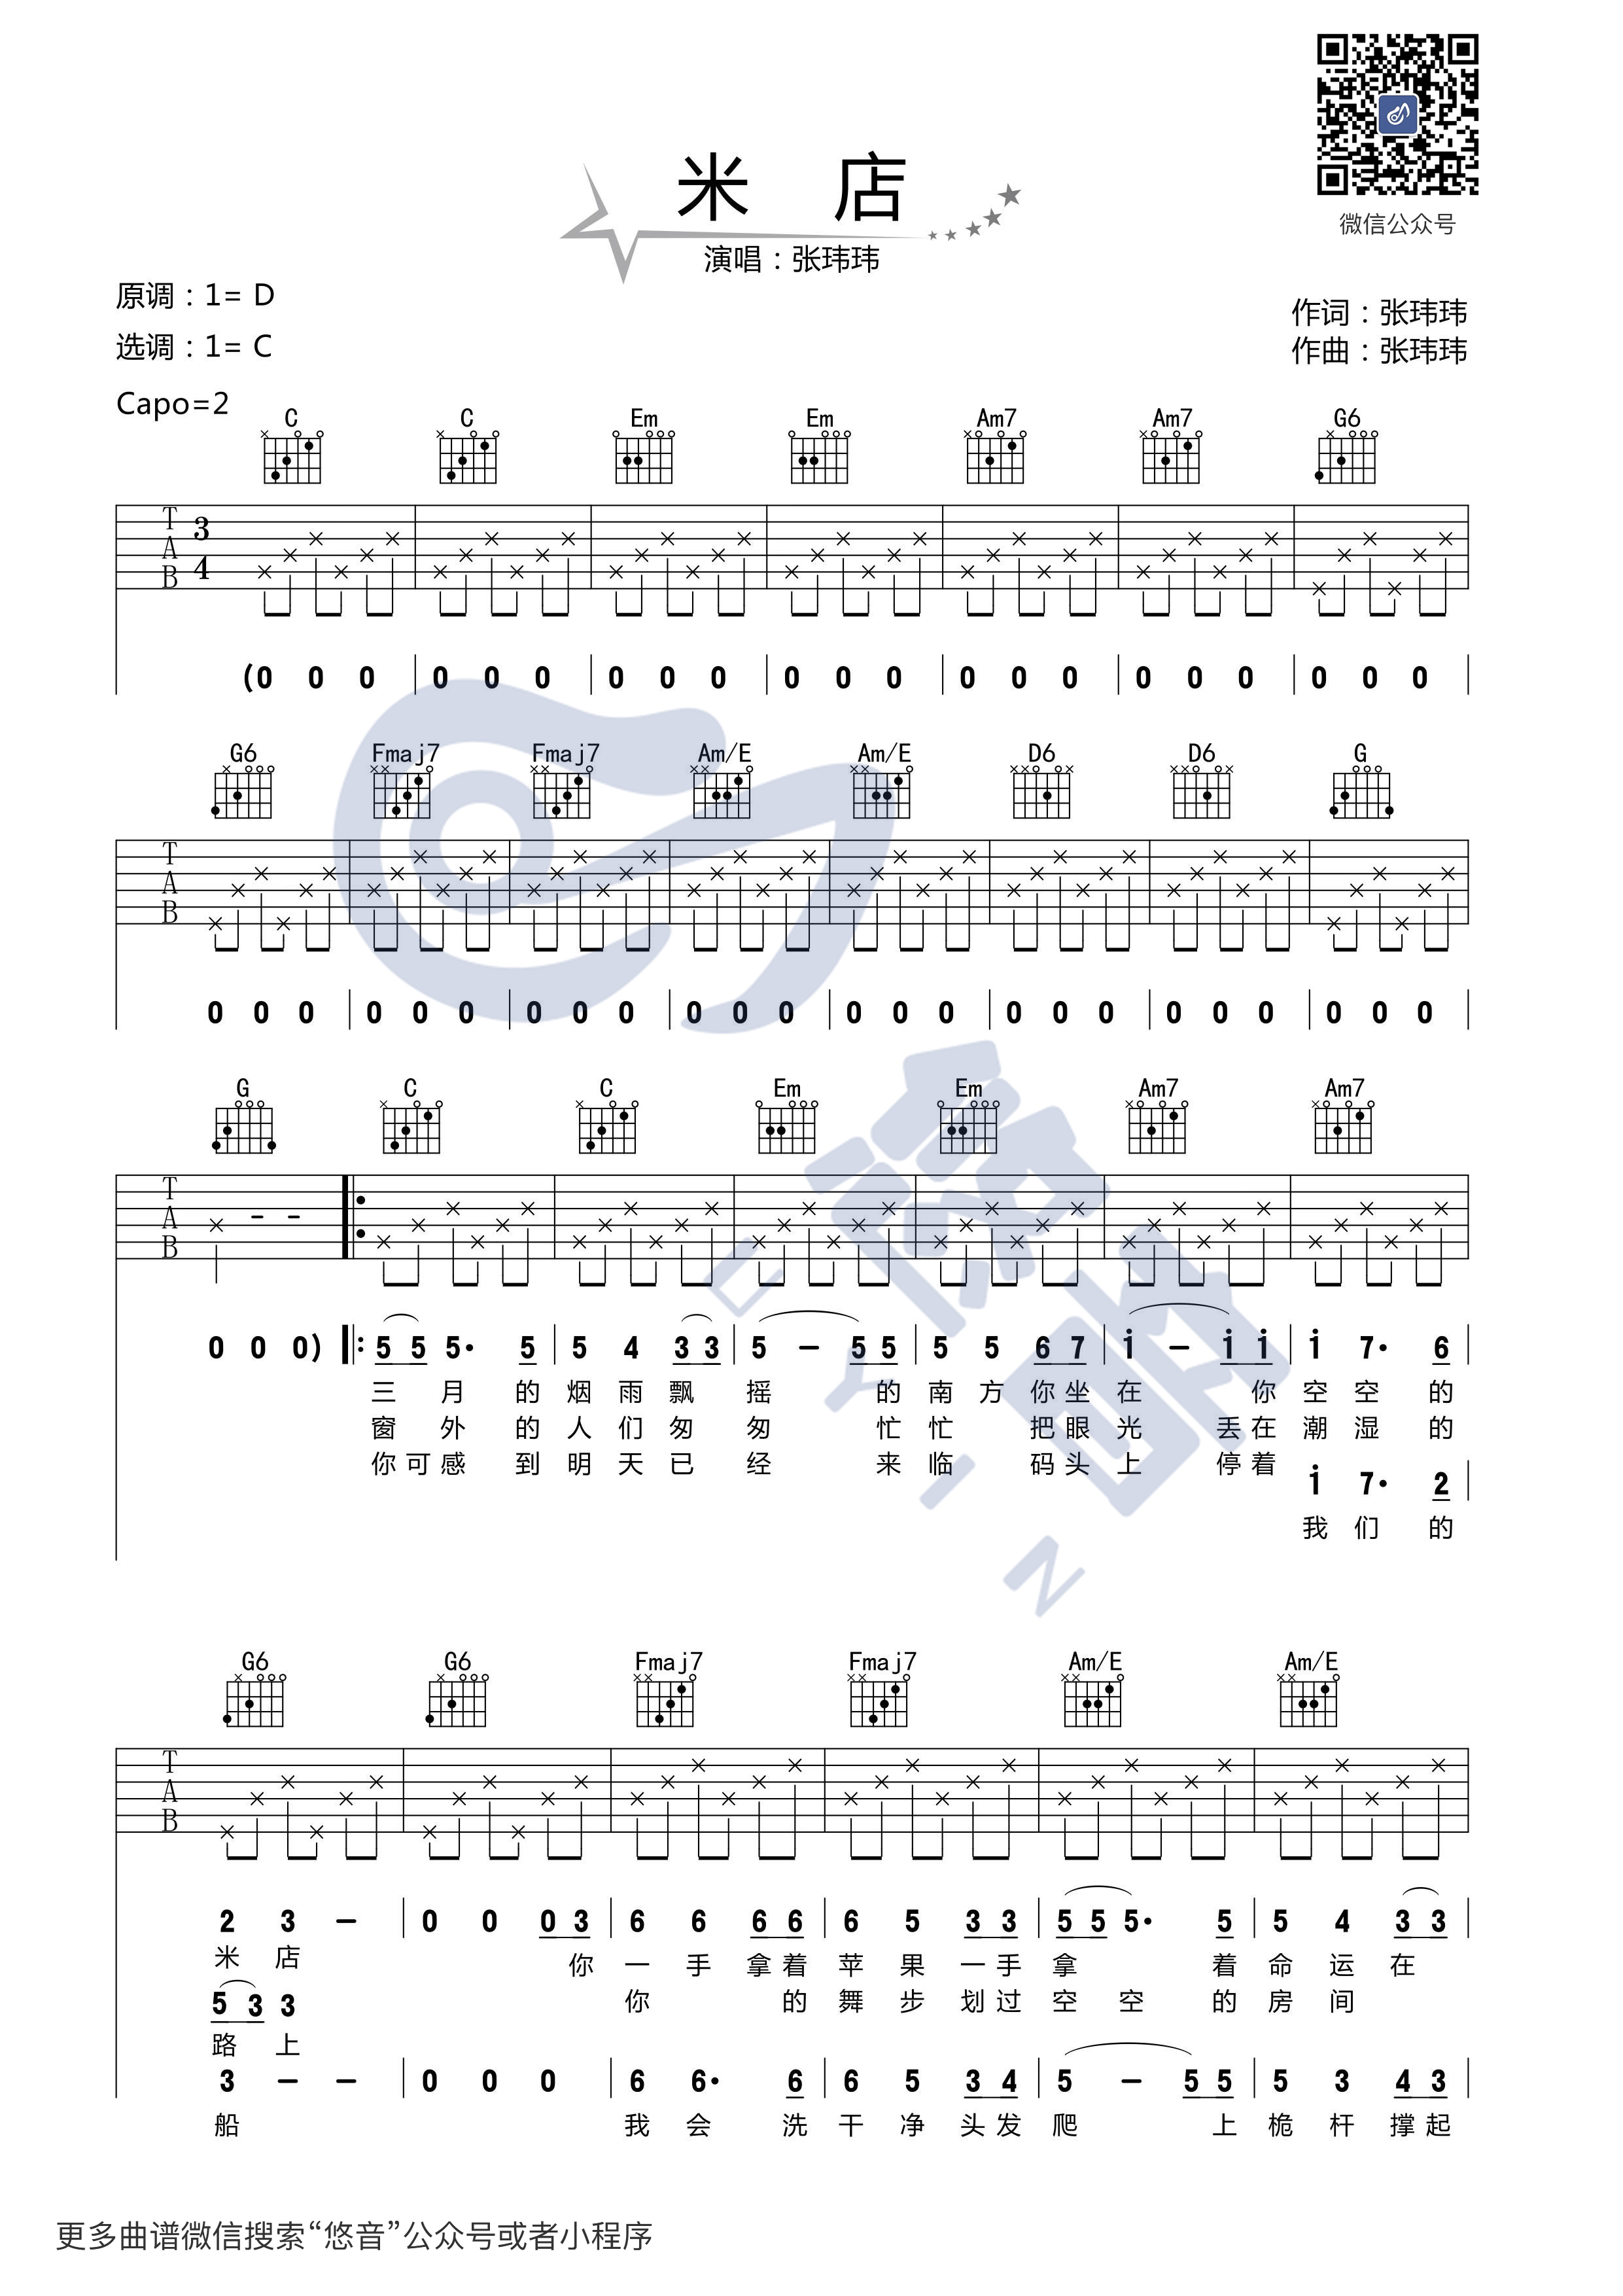 微信公众号
米 店
演唱：张玮玮
原调：1= D
作词：张玮玮
选调：1= C
作曲：张玮玮
Capo=2
C C Em Em Am7 Am7 G6
T A B 3 4
(0 0 0 | 0 0 0 | 0 0 0 | 0 0 0 | 0 0 0 | 0 0 0 | 0 0 0 |
G6 Fmaj7 Fmaj7 Am/E Am/E D6 D6 G
T A B
0 0 0 | 0 0 0 | 0 0 0 | 0 0 0 | 0 0 0 | 0 0 0 | 0 0 0 | 0 0 0 |
G C C Em Em Am7 Am7
T A B
0 0 0) 𝄆 5 5 5· 5 | 5 4 3 3 | 5 - 5 5 | 5 5 6 7 | i - i i | i 7· 6
三 月 的 烟 雨 飘 摇 的 南 方 你 坐 在 你 空 空 的
窗 外 的 人 们 匆 匆 忙 忙 把 眼 光 丢 在 潮 湿 的
你 可 感 到 明 天 已 经 来 临 码 头 上 停 着
i 7· 2 |
我 们 的
G6 G6 Fmaj7 Fmaj7 Am/E Am/E
T A B
2 3 - | 0 0 0 3 | 6 6 6 6 | 6 5 3 3 | 5 5 5· 5 | 5 4 3 3 |
米 店 你 一 手 拿 着 苹 果 一 手 拿 着 命 运 在
你 的 舞 步 划 过 空 空 的 房 间
5 3 3
路 上
3 - - | 0 0 0 | 6 6· 6 | 6 5 3 4 | 5 - 5 5 | 5 3 4 3 |
船 我 会 洗 干 净 头 发 爬 上 桅 杆 撑 起
悠音
U Y I N
更多曲谱微信搜索“悠音”公众号或者小程序